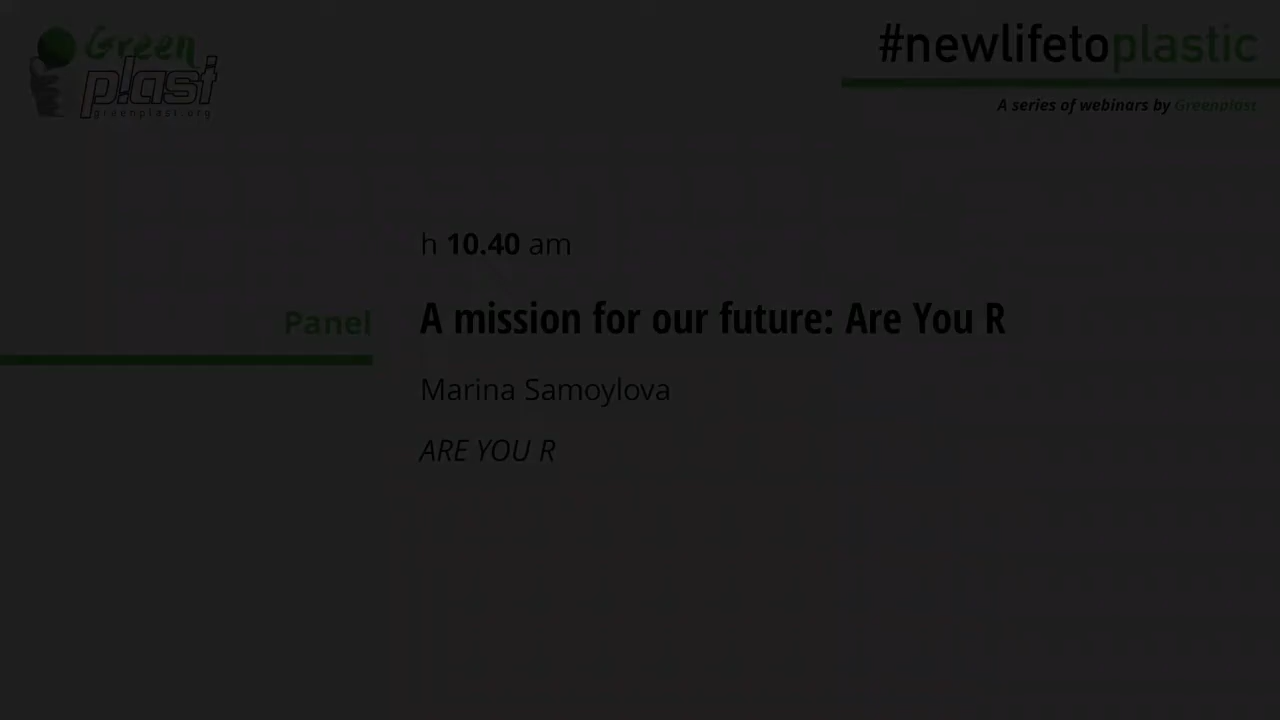 Green
plast
greenplast.org
#newlifetoplastic
A series of webinars by Greenplast
h 10.40 am
Panel
A mission for our future: Are You R
Marina Samoylova
ARE YOU R